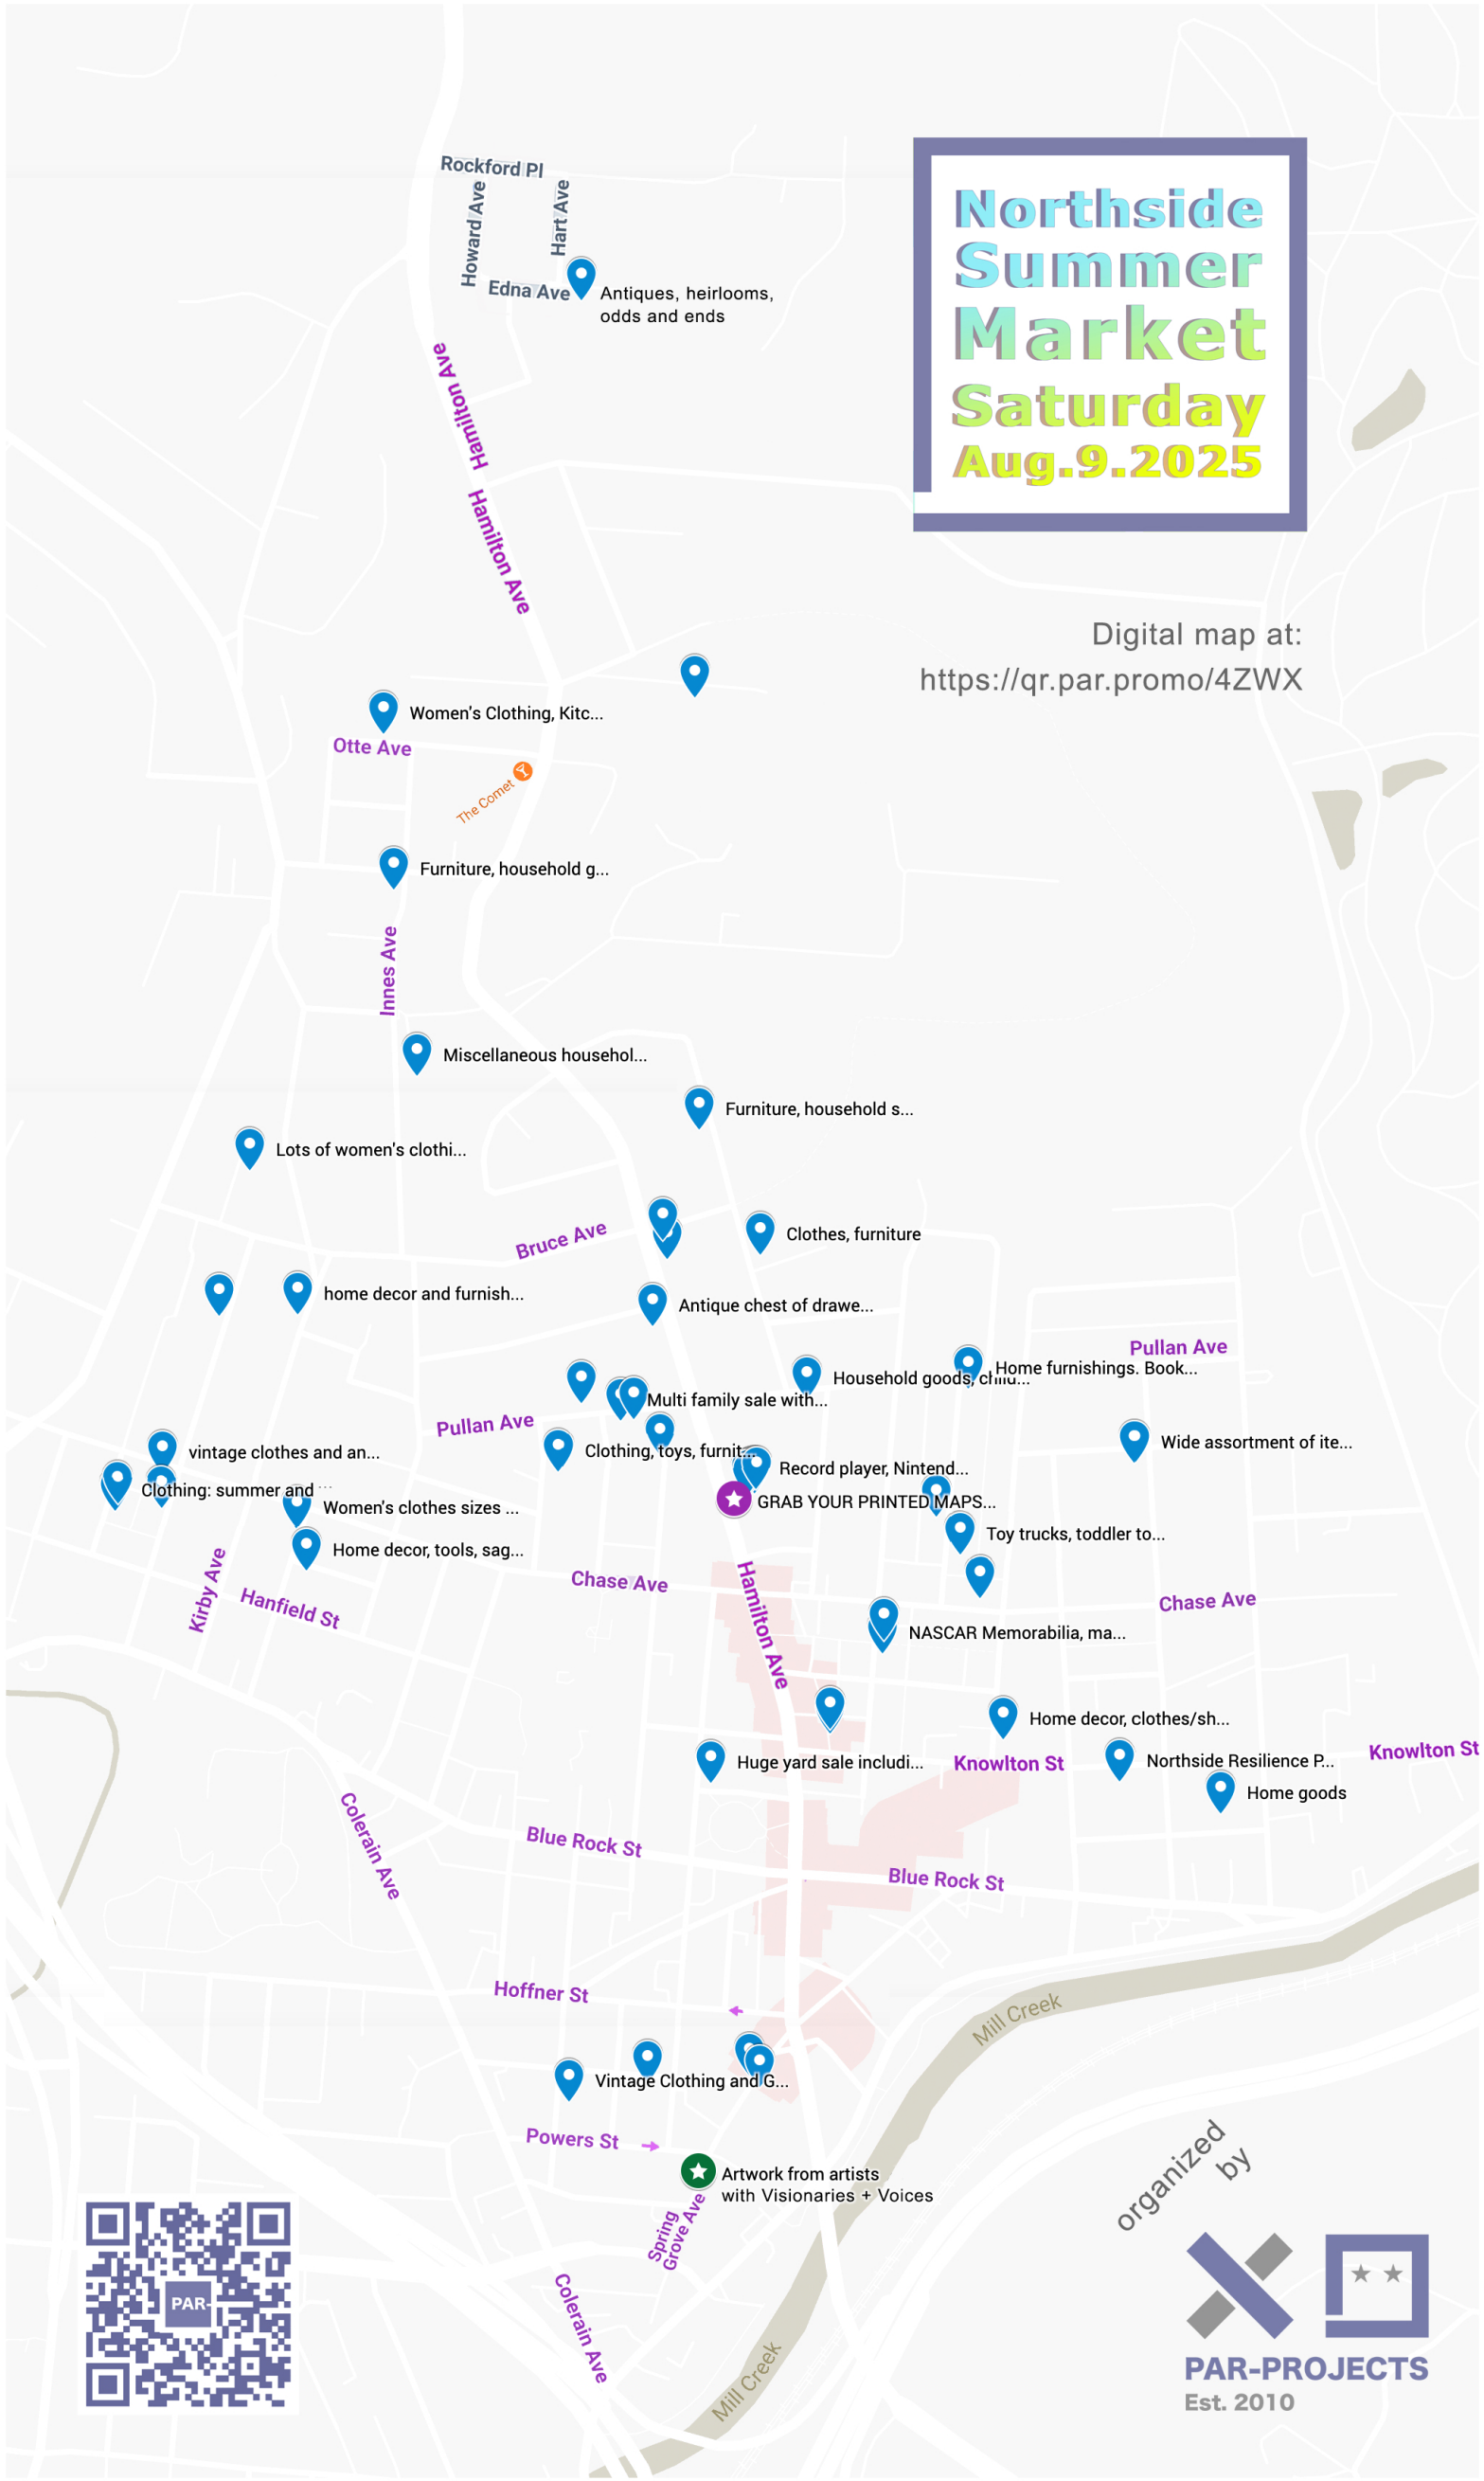 Rockford Pl
Howard Ave
Hart Ave
Edna Ave
Antiques, heirlooms,
odds and ends
Northside
Summer
Market
Saturday
Aug.9.2025
Hamilton Ave
Hamilton Ave
Digital map at:
https://qr.par.promo/4ZWX
Women's Clothing, Kitc...
Otte Ave
The Comet
Furniture, household g...
Innes Ave
Miscellaneous househol...
Furniture, household s...
Lots of women's clothi...
Bruce Ave
Clothes, furniture
home decor and furnish...
Antique chest of drawe...
Pullan Ave
Home furnishings. Book...
Household goods, child...
Multi family sale with...
Pullan Ave
Wide assortment of ite...
Clothing, toys, furnit...
vintage clothes and an...
Record player, Nintend...
Clothing: summer and ...
GRAB YOUR PRINTED MAPS...
Women's clothes sizes ...
Toy trucks, toddler to...
Home decor, tools, sag...
Kirby Ave
Hanfield St
Chase Ave
Hamilton Ave
Chase Ave
NASCAR Memorabilia, ma...
Home decor, clothes/sh...
Huge yard sale includi...
Knowlton St
Northside Resilience P...
Knowlton St
Home goods
Colerain Ave
Blue Rock St
Blue Rock St
Hoffner St
Mill Creek
Vintage Clothing and G...
Powers St
Artwork from artists
with Visionaries + Voices
Spring
Grove Ave
organized
by
PAR-
Colerain Ave
Mill Creek
PAR-PROJECTS
Est. 2010